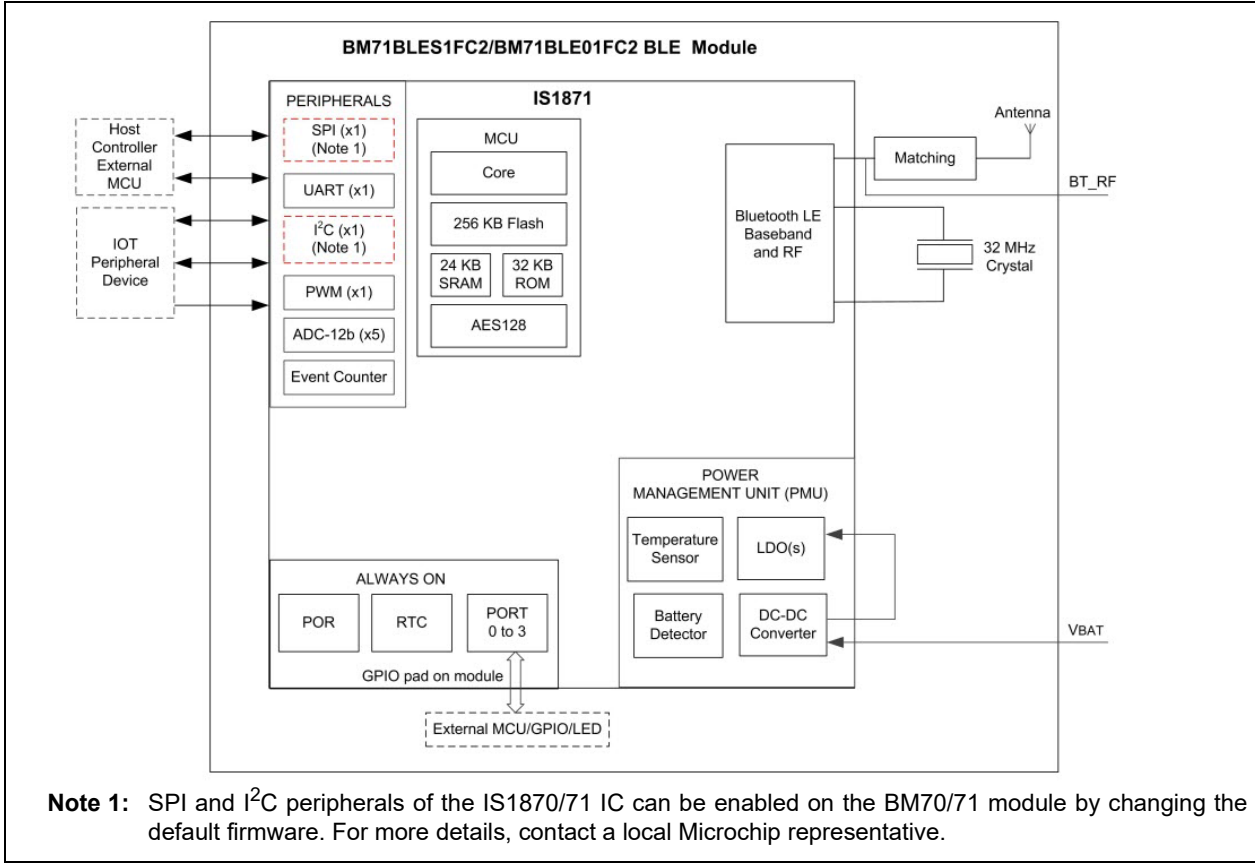 BM71BLES1FC2/BM71BLE01FC2 BLE Module
IS1871
PERIPHERALS
SPI (x1)
(Note 1)
UART (x1)
I²C (x1)
(Note 1)
PWM (x1)
ADC-12b (x5)
Event Counter
Host
Controller
External
MCU
IOT
Peripheral
Device
MCU
Core
256 KB Flash
24 KB
SRAM
32 KB
ROM
AES128
Bluetooth LE
Baseband
and RF
Matching
Antenna
BT_RF
32 MHz
Crystal
POWER
MANAGEMENT UNIT (PMU)
Temperature
Sensor
LDO(s)
Battery
Detector
DC-DC
Converter
VBAT
ALWAYS ON
POR
RTC
PORT
0 to 3
GPIO pad on module
External MCU/GPIO/LED
Note 1: SPI and I²C peripherals of the IS1870/71 IC can be enabled on the BM70/71 module by changing the
default firmware. For more details, contact a local Microchip representative.